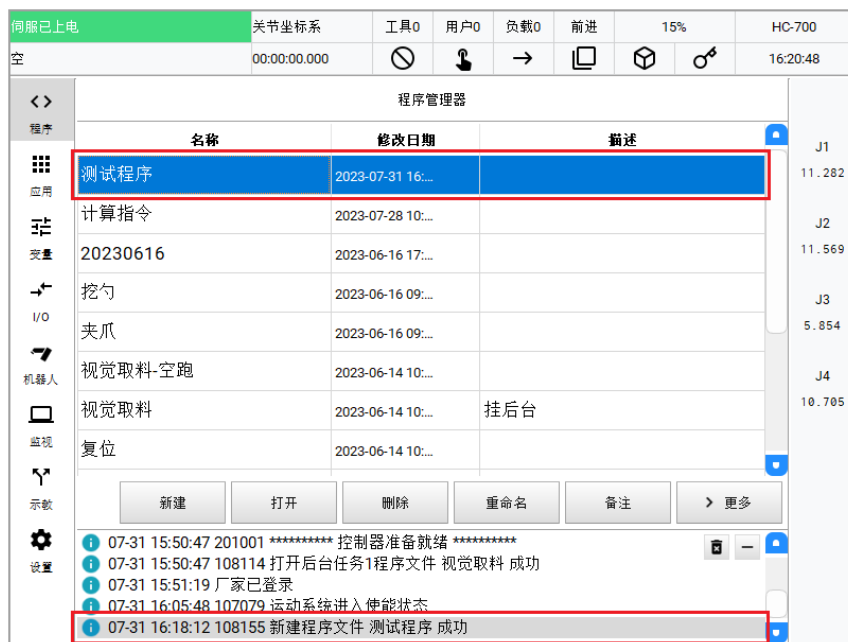 伺服已上电 关节坐标系 工具0 用户0 负载0 前进 15% HC-700
空 00:00:00.000 16:20:48
程序管理器
程序
应用
变量
I/O
机器人
监视
示教
设置
名称 修改日期 描述
测试程序 2023-07-31 16:...
计算指令 2023-07-28 10:...
20230616 2023-06-16 17:...
挖勺 2023-06-16 09:...
夹爪 2023-06-16 09:...
视觉取料-空跑 2023-06-14 10:...
视觉取料 2023-06-14 10:... 挂后台
复位 2023-06-14 10:...
新建 打开 删除 重命名 备注 更多
07-31 15:50:47 201001 ********** 控制器准备就绪 **********
07-31 15:50:47 108114 打开后台任务1程序文件 视觉取料 成功
07-31 15:51:19 厂家已登录
07-31 16:05:48 107079 运动系统进入使能状态
07-31 16:18:12 108155 新建程序文件 测试程序 成功
J1
11.282
J2
11.569
J3
5.854
J4
10.705